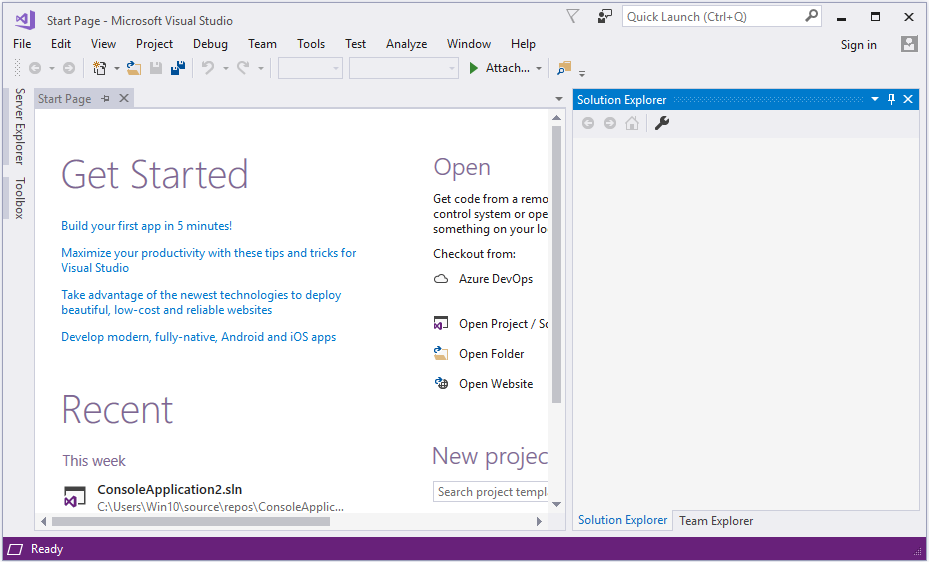 Start Page - Microsoft Visual Studio
Quick Launch (Ctrl+Q)
File Edit View Project Debug Team Tools Test Analyze Window Help
Sign in
Attach...
Server Explorer
Toolbox
Start Page
Get Started
Build your first app in 5 minutes!
Maximize your productivity with these tips and tricks for
Visual Studio
Take advantage of the newest technologies to deploy
beautiful, low-cost and reliable websites
Develop modern, fully-native, Android and iOS apps
Recent
This week
ConsoleApplication2.sln
C:\Users\Win10\source\repos\ConsoleApplic...
Open
Get code from a remo
control system or ope
something on your lo
Checkout from:
Azure DevOps
Open Project / So
Open Folder
Open Website
New projec
Search project templa
Solution Explorer
Solution Explorer Team Explorer
Ready